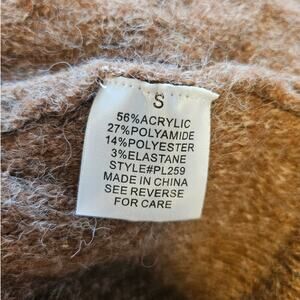 S
56%ACRYLIC
27%POLYAMIDE
14%POLYESTER
3%ELASTANE
STYLE#PL259
MADE IN CHINA
SEE REVERSE
FOR CARE